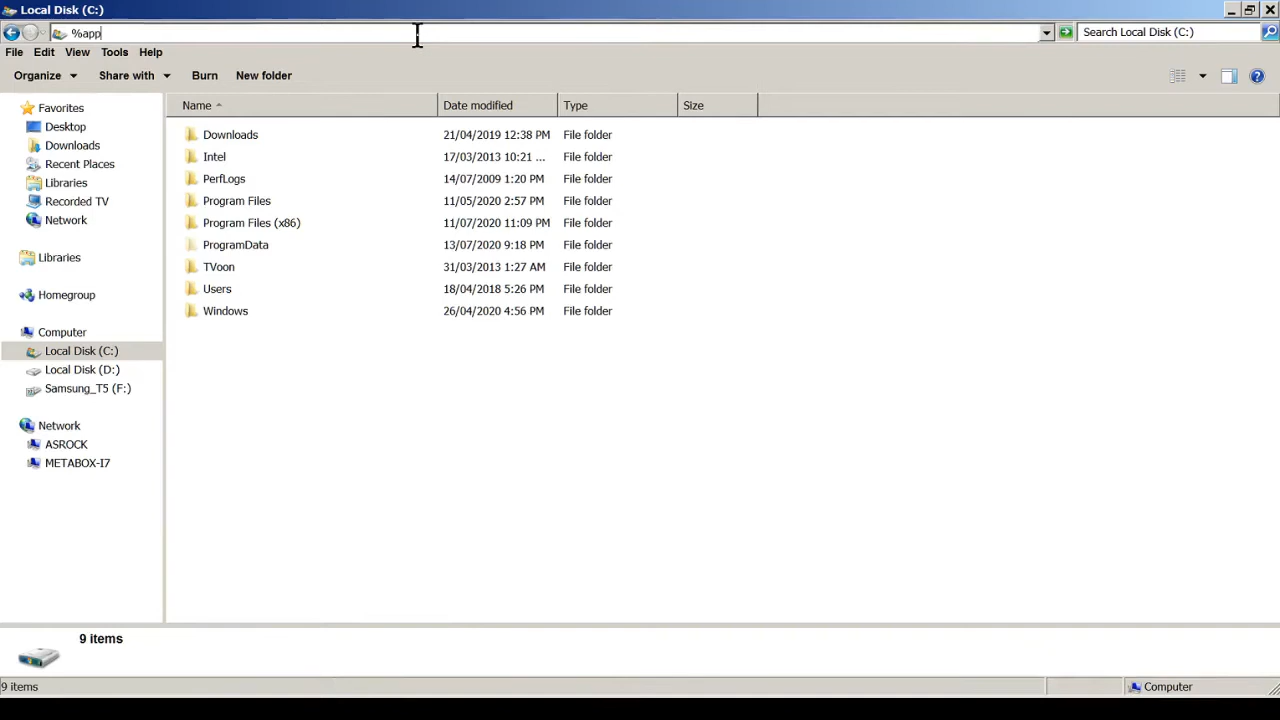 Local Disk (C:)
%app
Search Local Disk (C:)
File Edit View Tools Help
Organize Share with Burn New folder
Name Date modified Type Size
Favorites
Desktop
Downloads
Recent Places
Libraries
Recorded TV
Network
Libraries
Homegroup
Computer
Local Disk (C:)
Local Disk (D:)
Samsung_T5 (F:)
Network
ASROCK
METABOX-I7
Downloads 21/04/2019 12:38 PM File folder
Intel 17/03/2013 10:21 ... File folder
PerfLogs 14/07/2009 1:20 PM File folder
Program Files 11/05/2020 2:57 PM File folder
Program Files (x86) 11/07/2020 11:09 PM File folder
ProgramData 13/07/2020 9:18 PM File folder
TVoon 31/03/2013 1:27 AM File folder
Users 18/04/2018 5:26 PM File folder
Windows 26/04/2020 4:56 PM File folder
9 items
9 items
Computer